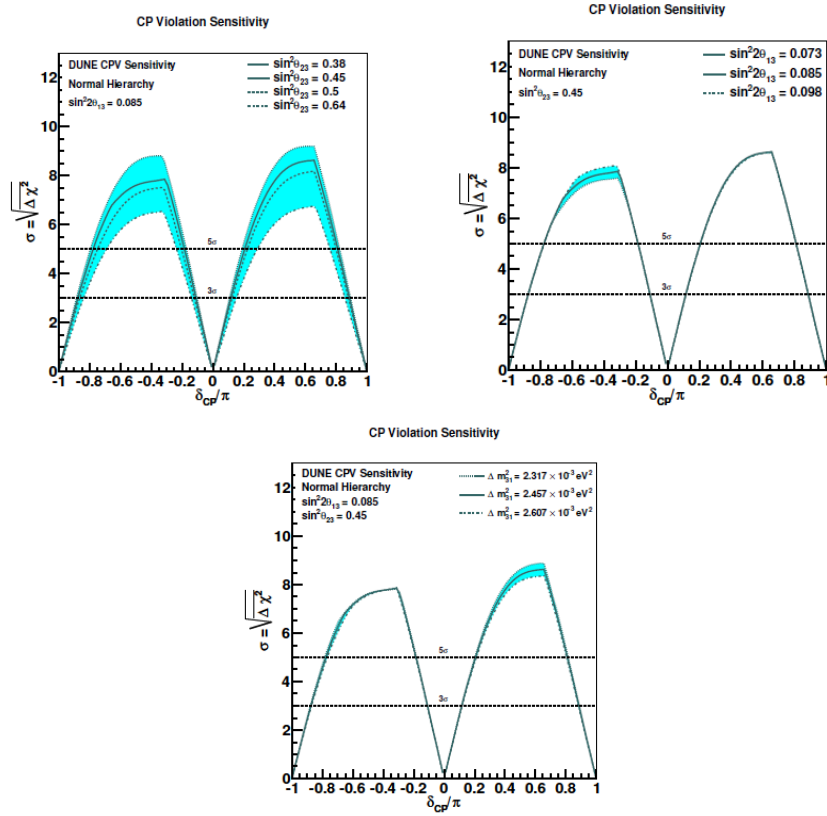 CP Violation Sensitivity
DUNE CPV Sensitivity
Normal Hierarchy
sin²2θ₁₃ = 0.085
sin²θ₂₃ = 0.38
sin²θ₂₃ = 0.45
sin²θ₂₃ = 0.5
sin²θ₂₃ = 0.64
σ = √Δχ²
12
10
8
6
4
2
0
5σ
3σ
-1 -0.8 -0.6 -0.4 -0.2 0 0.2 0.4 0.6 0.8 1
δCP/π
CP Violation Sensitivity
DUNE CPV Sensitivity
Normal Hierarchy
sin²θ₂₃ = 0.45
sin²2θ₁₃ = 0.073
sin²2θ₁₃ = 0.085
sin²2θ₁₃ = 0.098
σ = √Δχ²
12
10
8
6
4
2
0
5σ
3σ
-1 -0.8 -0.6 -0.4 -0.2 0 0.2 0.4 0.6 0.8 1
δCP/π
CP Violation Sensitivity
DUNE CPV Sensitivity
Normal Hierarchy
sin²2θ₁₃ = 0.085
sin²θ₂₃ = 0.45
Δ m²₃₁ = 2.317 × 10⁻³ eV²
Δ m²₃₁ = 2.457 × 10⁻³ eV²
Δ m²₃₁ = 2.607 × 10⁻³ eV²
σ = √Δχ²
12
10
8
6
4
2
0
5σ
3σ
-1 -0.8 -0.6 -0.4 -0.2 0 0.2 0.4 0.6 0.8 1
δCP/π